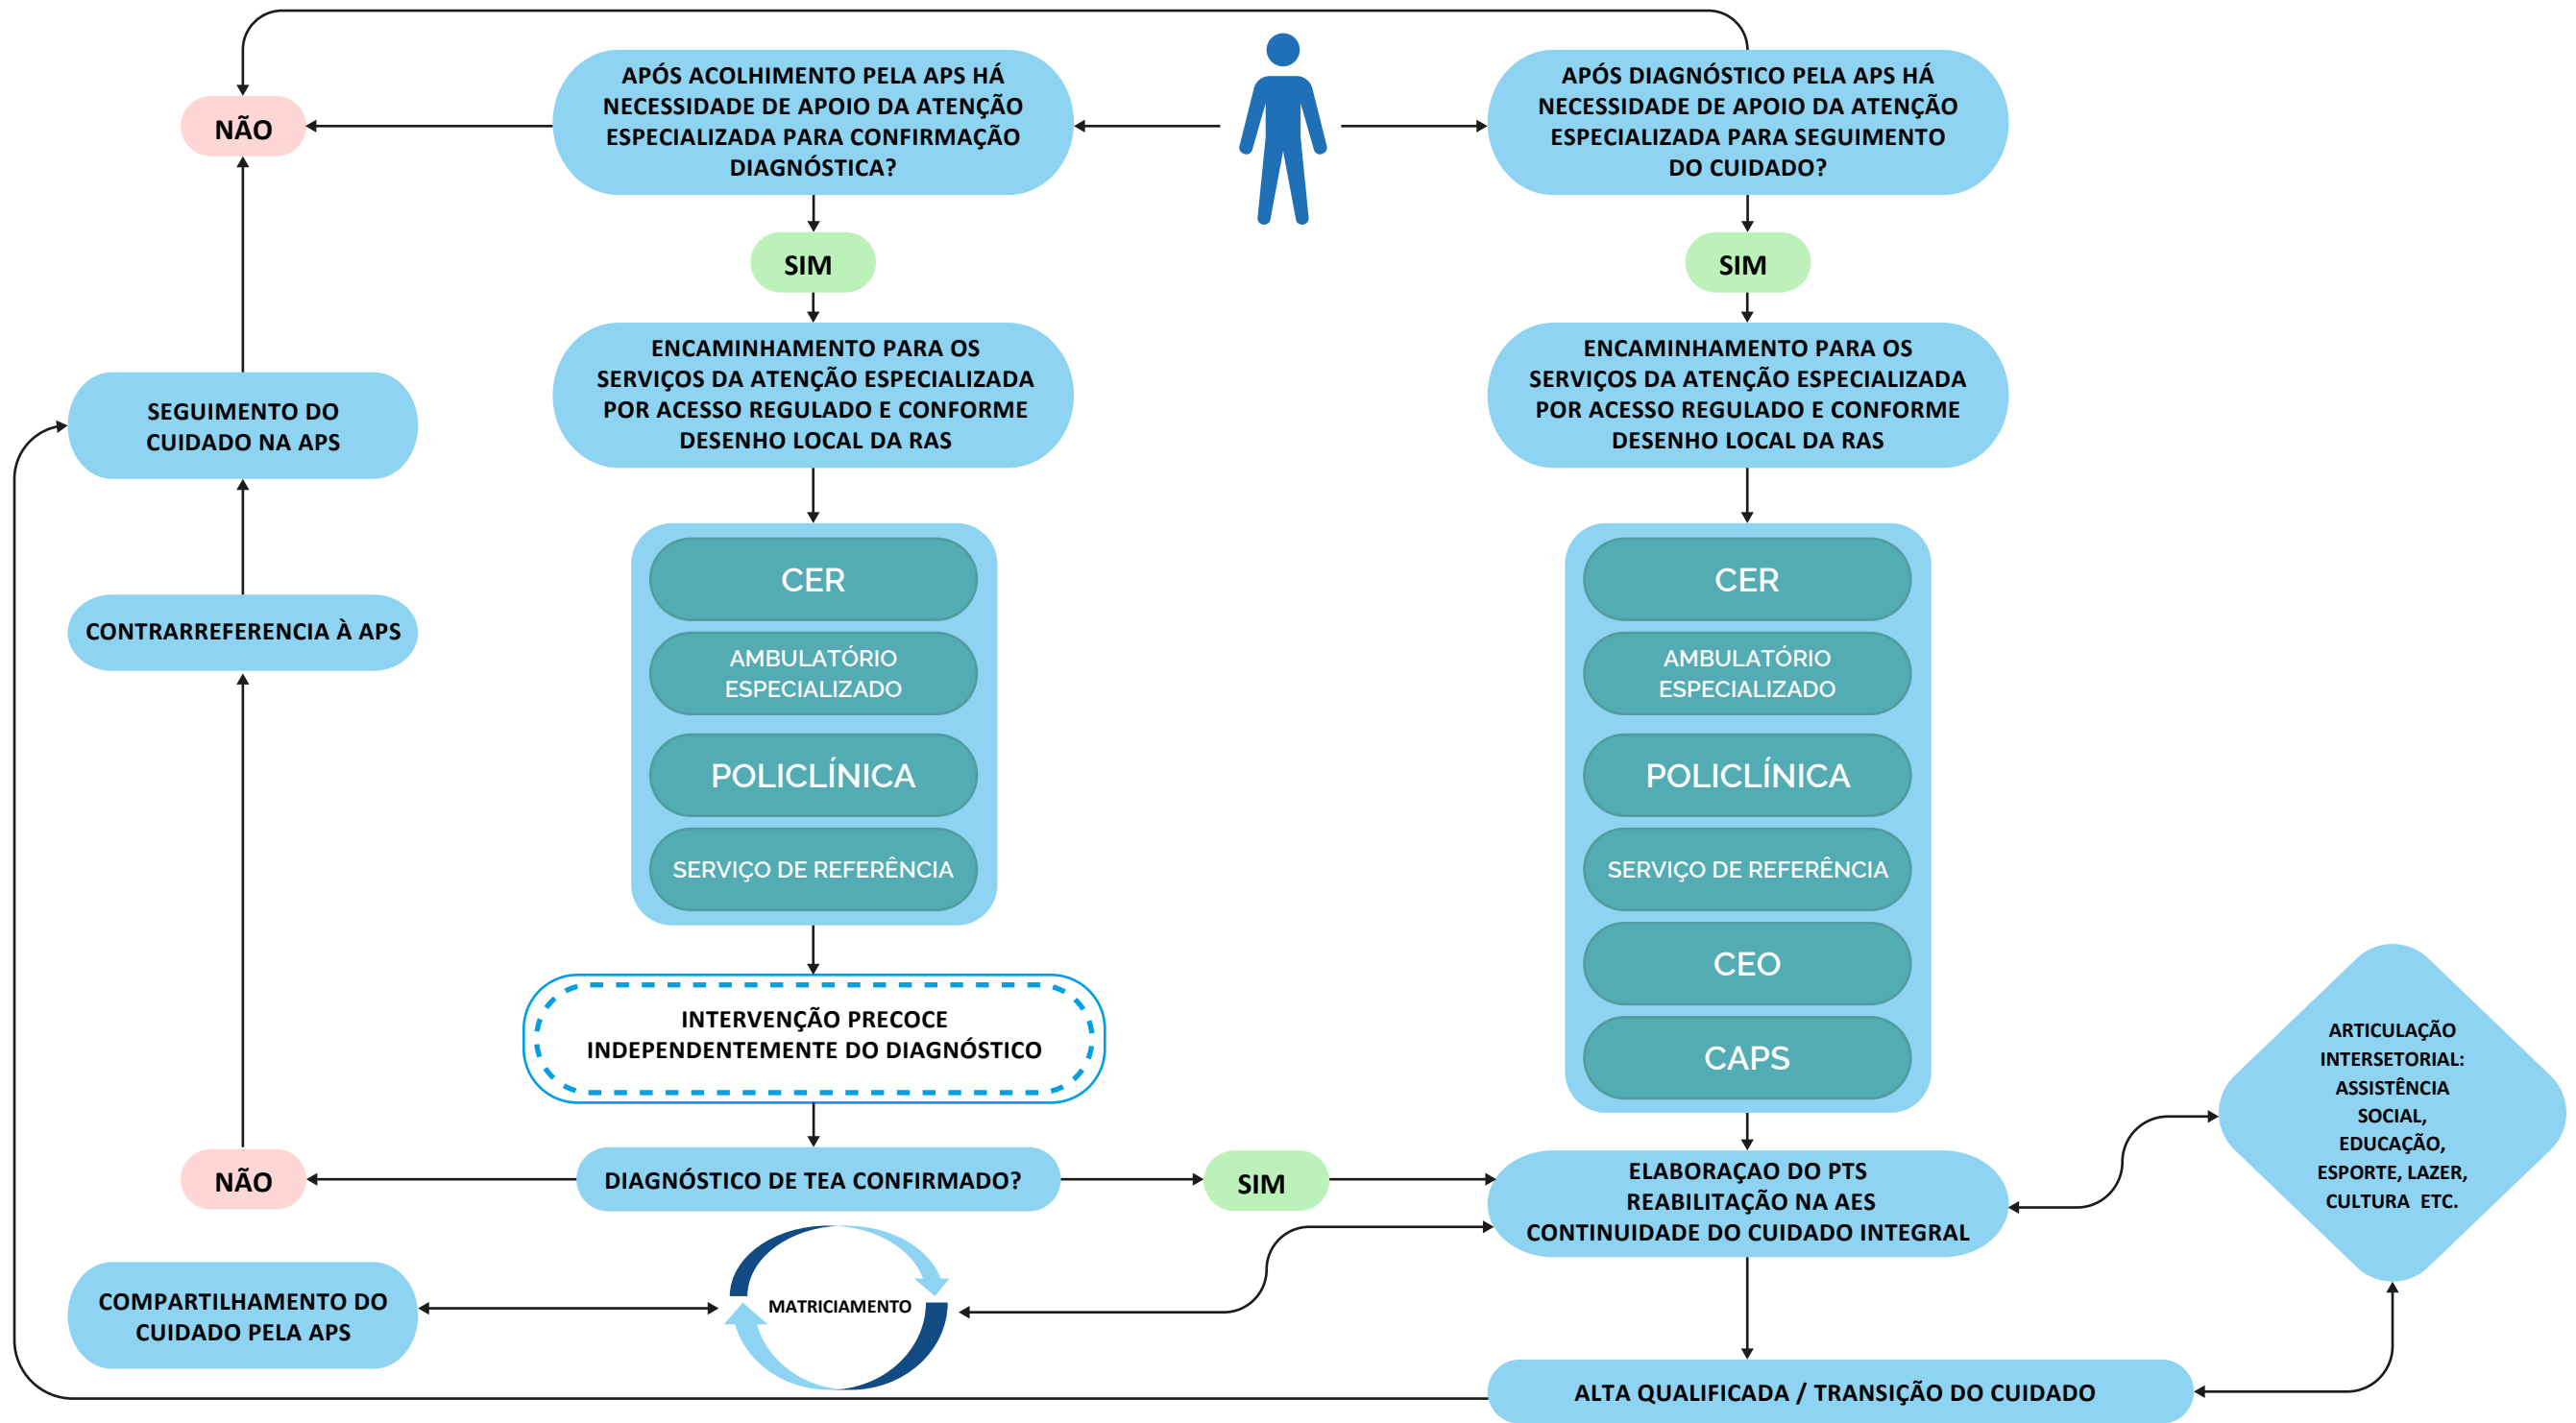 NÃO
APÓS ACOLHIMENTO PELA APS HÁ
NECESSIDADE DE APOIO DA ATENÇÃO
ESPECIALIZADA PARA CONFIRMAÇÃO
DIAGNÓSTICA?
APÓS DIAGNÓSTICO PELA APS HÁ
NECESSIDADE DE APOIO DA ATENÇÃO
ESPECIALIZADA PARA SEGUIMENTO
DO CUIDADO?
SIM
SIM
SEGUIMENTO DO
CUIDADO NA APS
ENCAMINHAMENTO PARA OS
SERVIÇOS DA ATENÇÃO ESPECIALIZADA
POR ACESSO REGULADO E CONFORME
DESENHO LOCAL DA RAS
ENCAMINHAMENTO PARA OS
SERVIÇOS DA ATENÇÃO ESPECIALIZADA
POR ACESSO REGULADO E CONFORME
DESENHO LOCAL DA RAS
CONTRARREFERENCIA À APS
CER
AMBULATÓRIO
ESPECIALIZADO
POLICLÍNICA
SERVIÇO DE REFERÊNCIA
CER
AMBULATÓRIO
ESPECIALIZADO
POLICLÍNICA
SERVIÇO DE REFERÊNCIA
CEO
CAPS
INTERVENÇÃO PRECOCE
INDEPENDENTEMENTE DO DIAGNÓSTICO
ARTICULAÇÃO
INTERSETORIAL:
ASSISTÊNCIA
SOCIAL,
EDUCAÇÃO,
ESPORTE, LAZER,
CULTURA ETC.
NÃO
DIAGNÓSTICO DE TEA CONFIRMADO?
SIM
ELABORAÇAO DO PTS
REABILITAÇÃO NA AES
CONTINUIDADE DO CUIDADO INTEGRAL
COMPARTILHAMENTO DO
CUIDADO PELA APS
MATRICIAMENTO
ALTA QUALIFICADA / TRANSIÇÃO DO CUIDADO